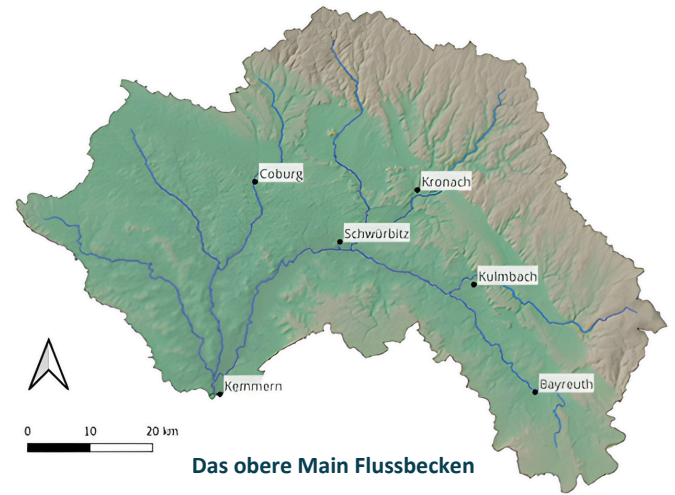 Coburg
Kronach
Schwürbitz
Kulmbach
Kemmern
Bayreuth
0 10 20 km
Das obere Main Flussbecken